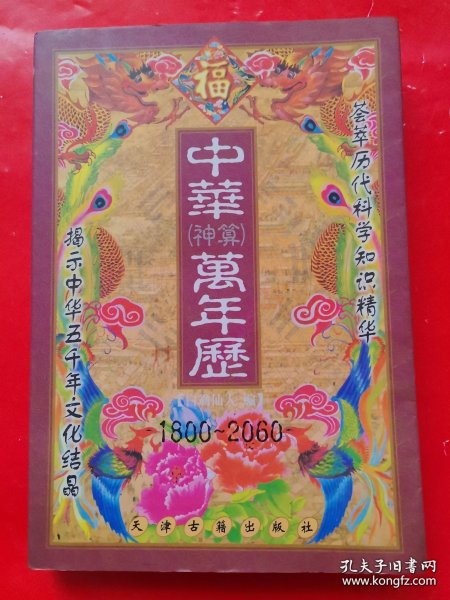 福
荟萃历代科学知识精华
中華
(神算)
萬年歷
揭示中华五千年文化结晶
1800~2060
天津古籍出版社
孔夫子旧书网
www.kongfz.com